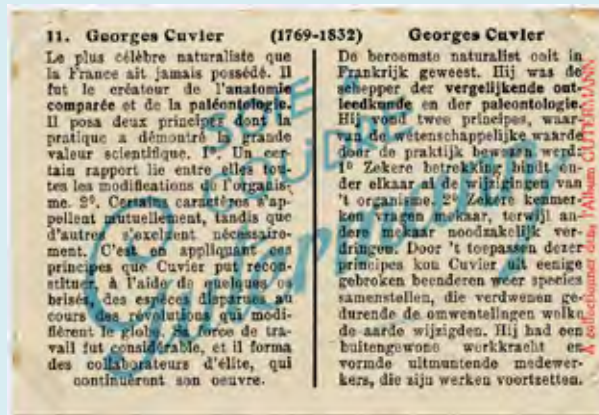 11. Georges Cuvier (1769-1832) Georges Cuvier
Le plus célèbre naturaliste que
la France ait jamais possédé. Il
fut le créateur de l'anatomie
comparée et de la paléontologie.
Il posa deux principes dont la
pratique a démontré la grande
valeur scientifique. 1º. Un cer-
tain rapport lie entre elles tou-
tes les modifications de l'organis-
me. 2º. Certains caractères s'ap-
pellent mutuellement, tandis que
d'autres s'excluent nécessaire-
ment. C'est en appliquant ces
principes que Cuvier put recon-
stituer, à l'aide de quelques os
brisés, des espèces disparues au
cours des révolutions qui modi-
fièrent le globe. Sa force de tra-
vail fut considérable, et il forma
des collaborateurs d'élite, qui
continuèrent son oeuvre.
De beroemste naturalist ooit in
Frankrijk geweest. Hij was de
schepper der vergelijkende ont-
leedkunde en der paleontologie.
Hij vond twee principes, waar-
van de wetenschappelijke waarde
door de praktijk bewezen werd:
1º Zekere betrekking bindt on-
der elkaar al de wijzigingen van
't organisme. 2º Zekere kenmer-
ken vragen mekaar, terwijl an-
dere mekaar noodzakelijk ver-
dringen. Door 't toepassen dezer
principes kon Cuvier uit eenige
gebroken beenderen weer species
samenstellen, die verdwenen ge-
durende de omwentelingen welke
de aarde wijzigden. Hij had een
buitengewone werkkracht en
vormde uitmuntende medewer-
kers, die zijn werken voortzetten.
A collectionner dans l'Album GUTERMANN